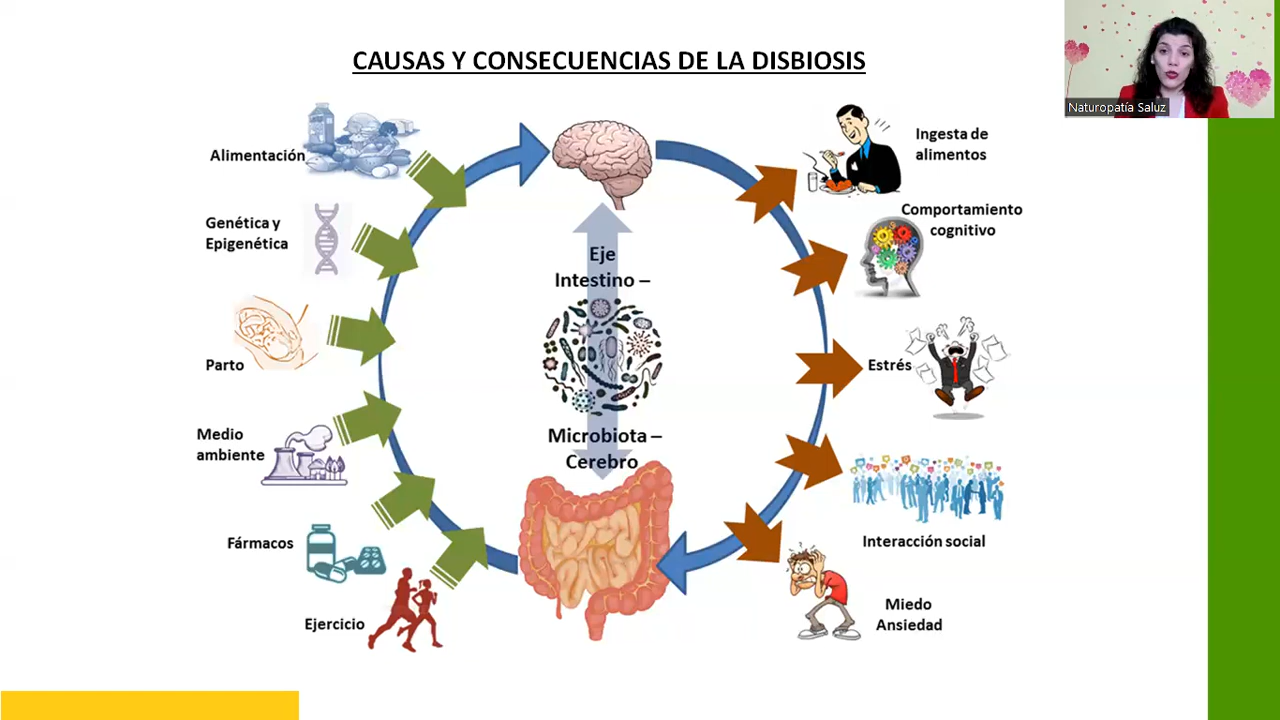 CAUSAS Y CONSECUENCIAS DE LA DISBIOSIS
Naturopatía Saluz
Alimentación
Genética y
Epigenética
Parto
Medio
ambiente
Fármacos
Ejercicio
Eje
Intestino –
Microbiota –
Cerebro
Ingesta de
alimentos
Comportamiento
cognitivo
Estrés
Interacción social
Miedo
Ansiedad